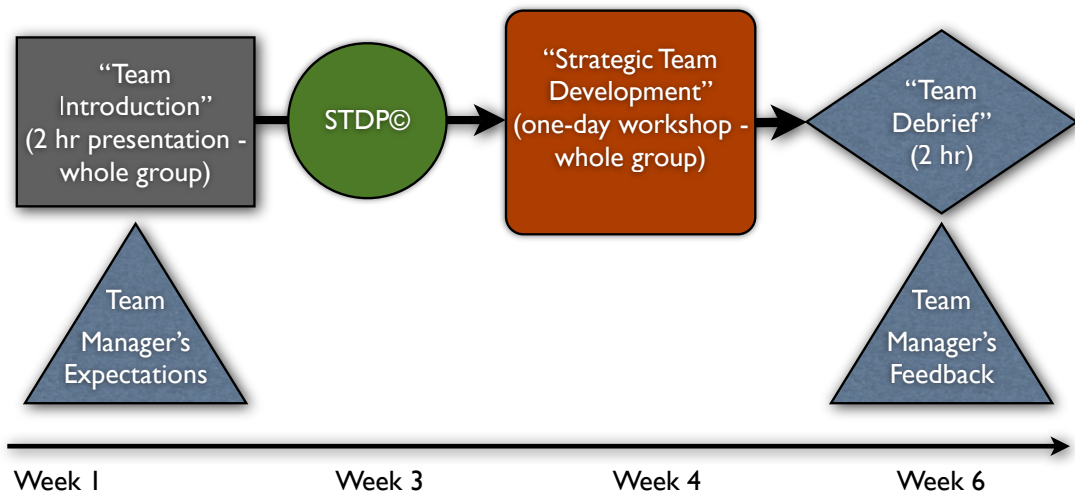 “Team
Introduction”
(2 hr presentation -
whole group)
STDP©
“Strategic Team
Development”
(one-day workshop -
whole group)
“Team
Debrief”
(2 hr)
Team
Manager’s
Expectations
Team
Manager’s
Feedback
Week 1
Week 3
Week 4
Week 6